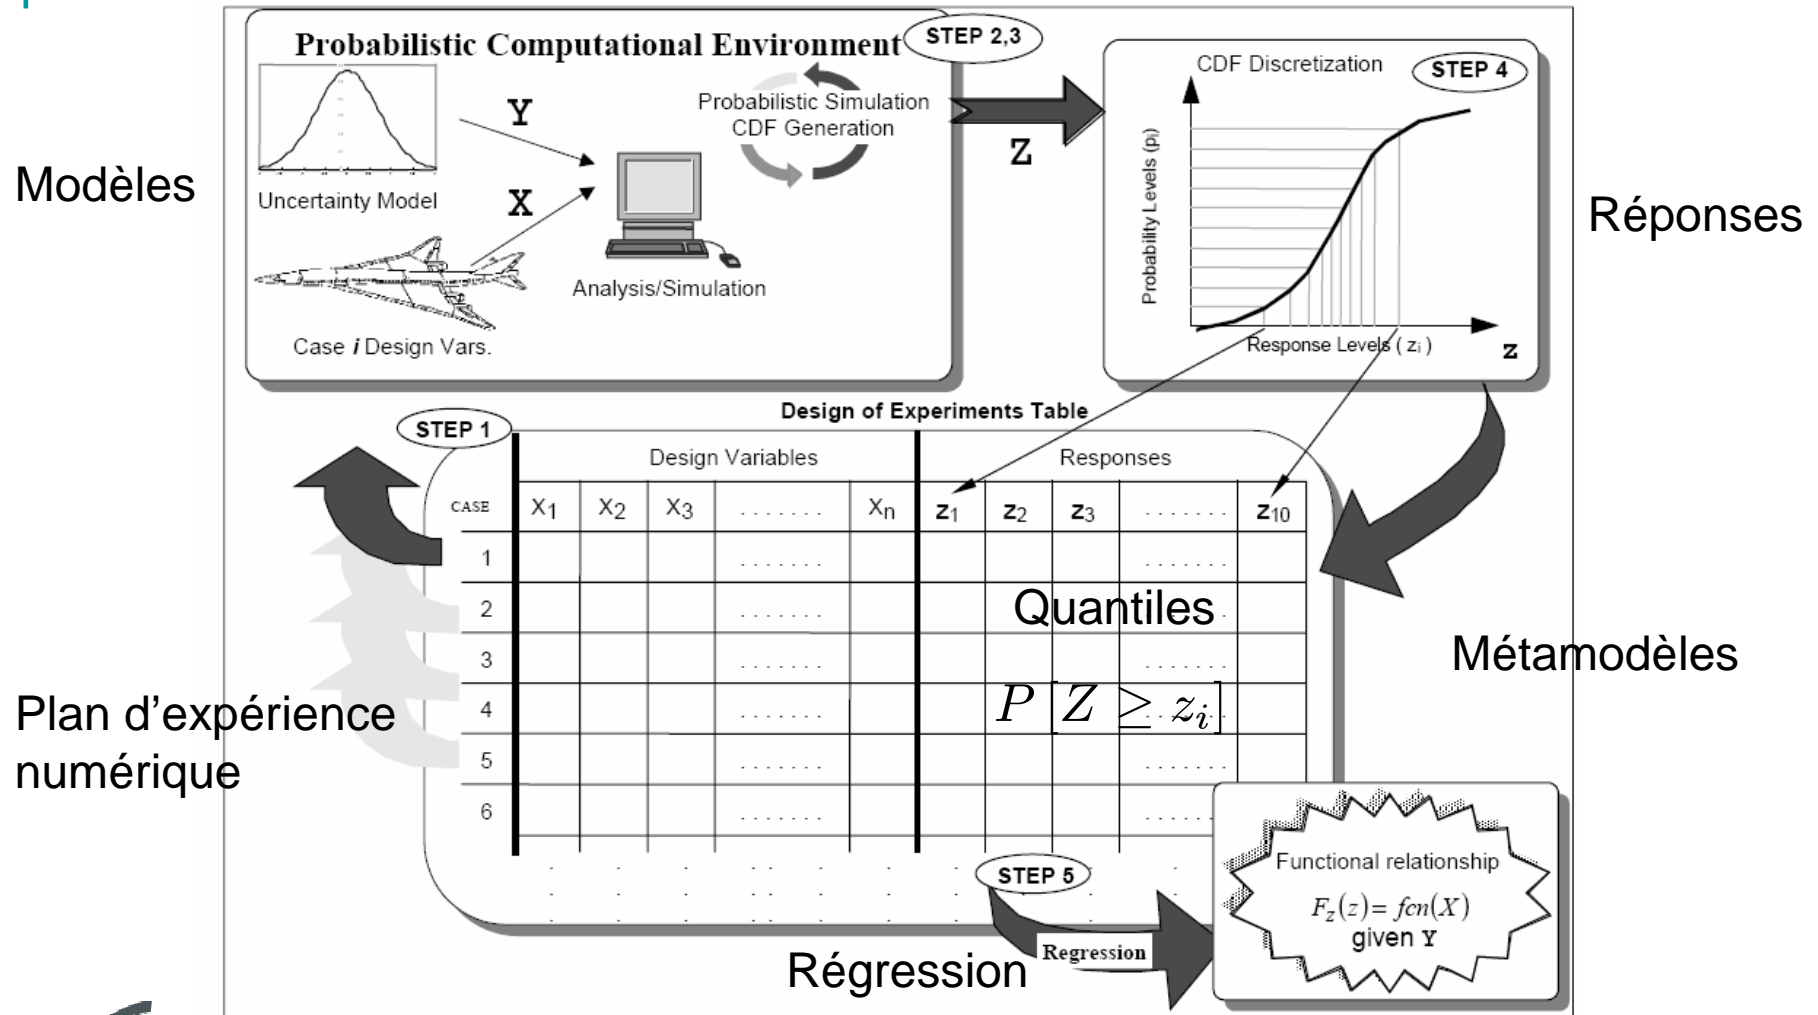 Probabilistic Computational Environment
STEP 2,3
Y
X
Uncertainty Model
Case i Design Vars.
Analysis/Simulation
Probabilistic Simulation
CDF Generation
Z
CDF Discretization
STEP 4
Probability Levels (pi)
Response Levels ( zi )
z
Modèles
Réponses
Design of Experiments Table
STEP 1
Design Variables
Responses
CASE X1 X2 X3 ........ Xn z1 z2 z3 ........ z10
1 ....... .......
2 ....... Quantiles .
3 ....... .......
4 ....... P[Z ≥ zi]
5 ....... .......
6 ....... ......
Métamodèles
Plan d’expérience
numérique
STEP 5
Régression
Regression
Functional relationship
Fz(z)= fcn(X)
given Y